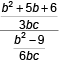 b² + 5b + 6
3bc
b² − 9
6bc